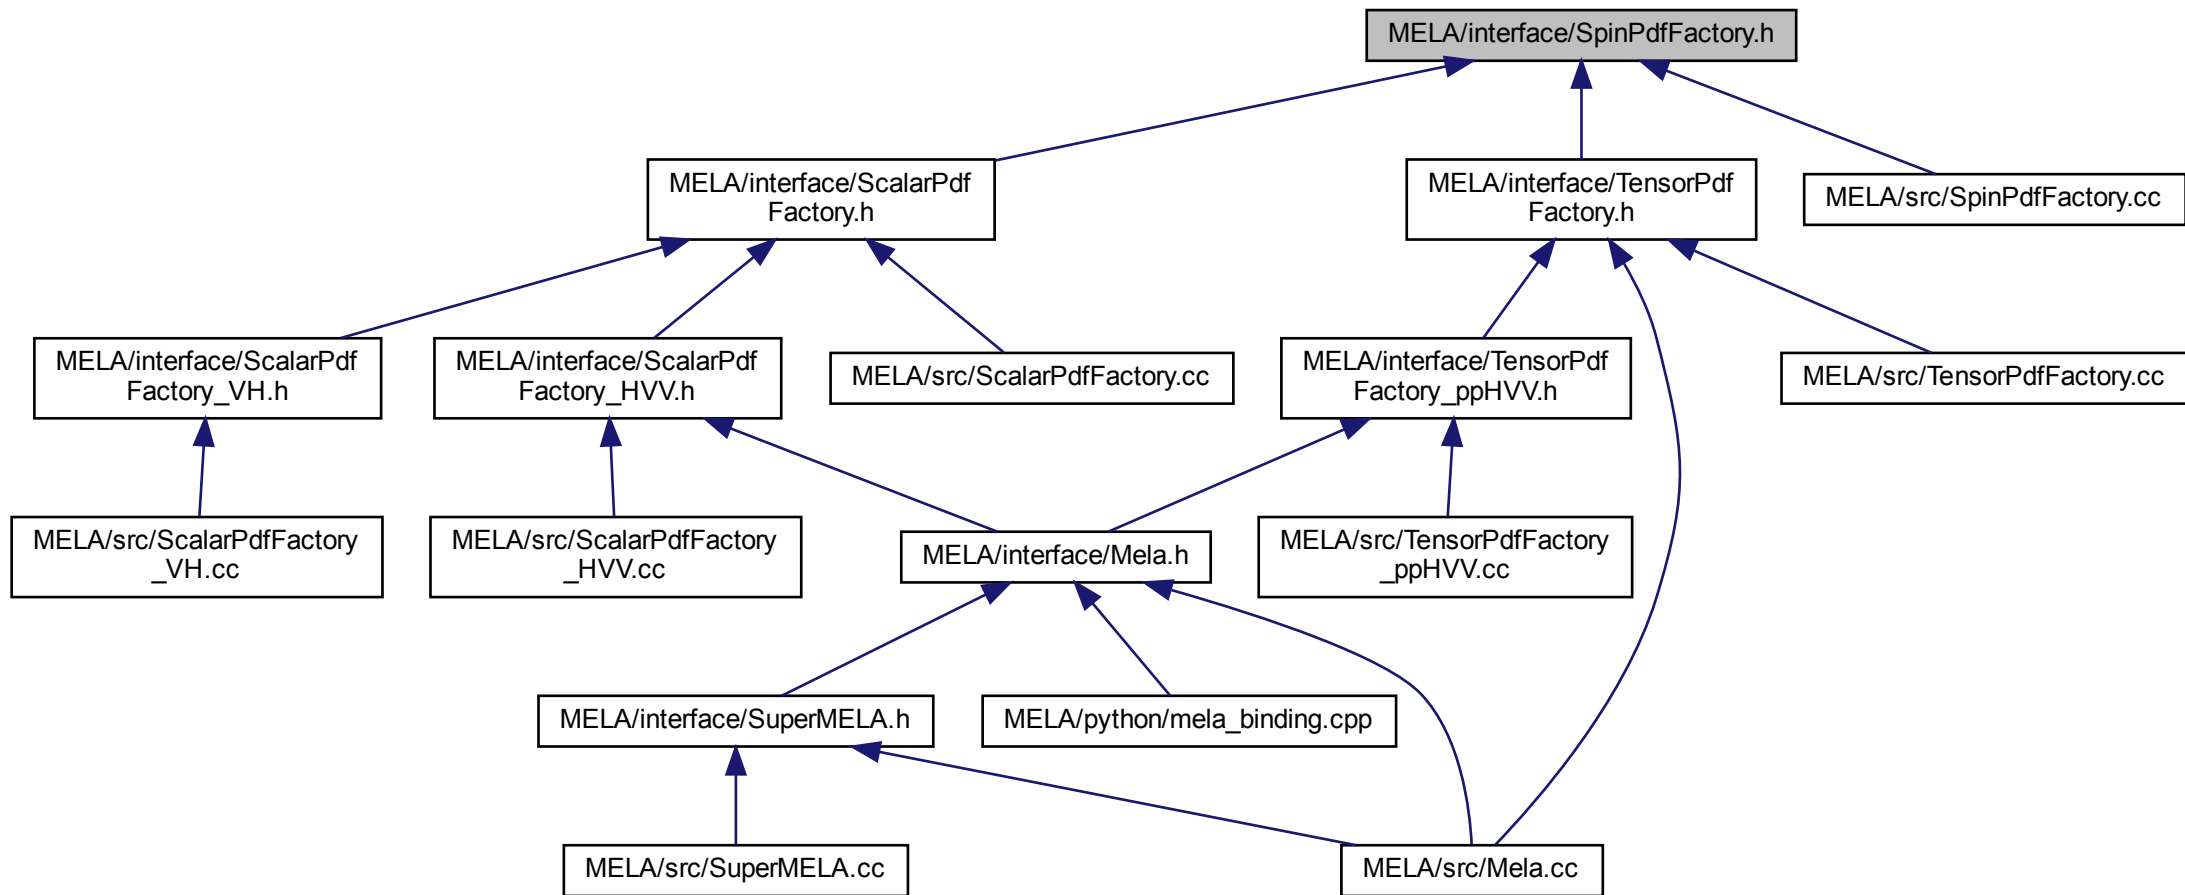 MELA/interface/SpinPdfFactory.h
MELA/interface/ScalarPdf
Factory.h
MELA/interface/TensorPdf
Factory.h
MELA/src/SpinPdfFactory.cc
MELA/interface/ScalarPdf
Factory_VH.h
MELA/interface/ScalarPdf
Factory_HVV.h
MELA/src/ScalarPdfFactory.cc
MELA/interface/TensorPdf
Factory_ppHVV.h
MELA/src/TensorPdfFactory.cc
MELA/src/ScalarPdfFactory
_VH.cc
MELA/src/ScalarPdfFactory
_HVV.cc
MELA/interface/Mela.h
MELA/src/TensorPdfFactory
_ppHVV.cc
MELA/interface/SuperMELA.h
MELA/python/mela_binding.cpp
MELA/src/SuperMELA.cc
MELA/src/Mela.cc